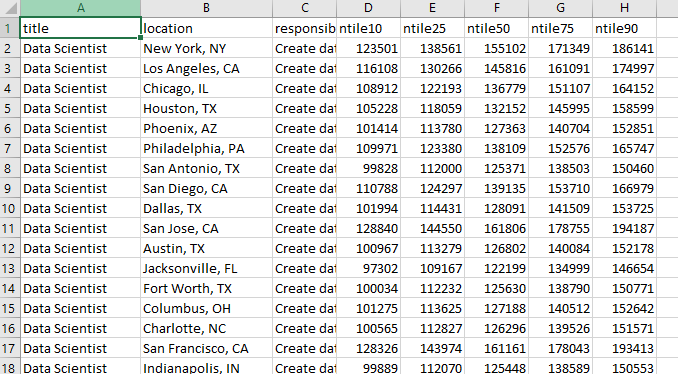 A B C D E F G H
1 title location responsib ntile10 ntile25 ntile50 ntile75 ntile90
2 Data Scientist New York, NY Create dat 123501 138561 155102 171349 186141
3 Data Scientist Los Angeles, CA Create dat 116108 130266 145816 161091 174997
4 Data Scientist Chicago, IL Create dat 108912 122193 136779 151107 164152
5 Data Scientist Houston, TX Create dat 105228 118059 132152 145995 158599
6 Data Scientist Phoenix, AZ Create dat 101414 113780 127363 140704 152851
7 Data Scientist Philadelphia, PA Create dat 109971 123380 138109 152576 165747
8 Data Scientist San Antonio, TX Create dat 99828 112000 125371 138503 150460
9 Data Scientist San Diego, CA Create dat 110788 124297 139135 153710 166979
10 Data Scientist Dallas, TX Create dat 101994 114431 128091 141509 153725
11 Data Scientist San Jose, CA Create dat 128840 144550 161806 178755 194187
12 Data Scientist Austin, TX Create dat 100967 113279 126802 140084 152178
13 Data Scientist Jacksonville, FL Create dat 97302 109167 122199 134999 146654
14 Data Scientist Fort Worth, TX Create dat 100034 112232 125630 138790 150771
15 Data Scientist Columbus, OH Create dat 101275 113625 127188 140512 152642
16 Data Scientist Charlotte, NC Create dat 100565 112827 126296 139526 151571
17 Data Scientist San Francisco, CA Create dat 128326 143974 161161 178043 193413
18 Data Scientist Indianapolis, IN Create dat 99889 112070 125448 138589 150553